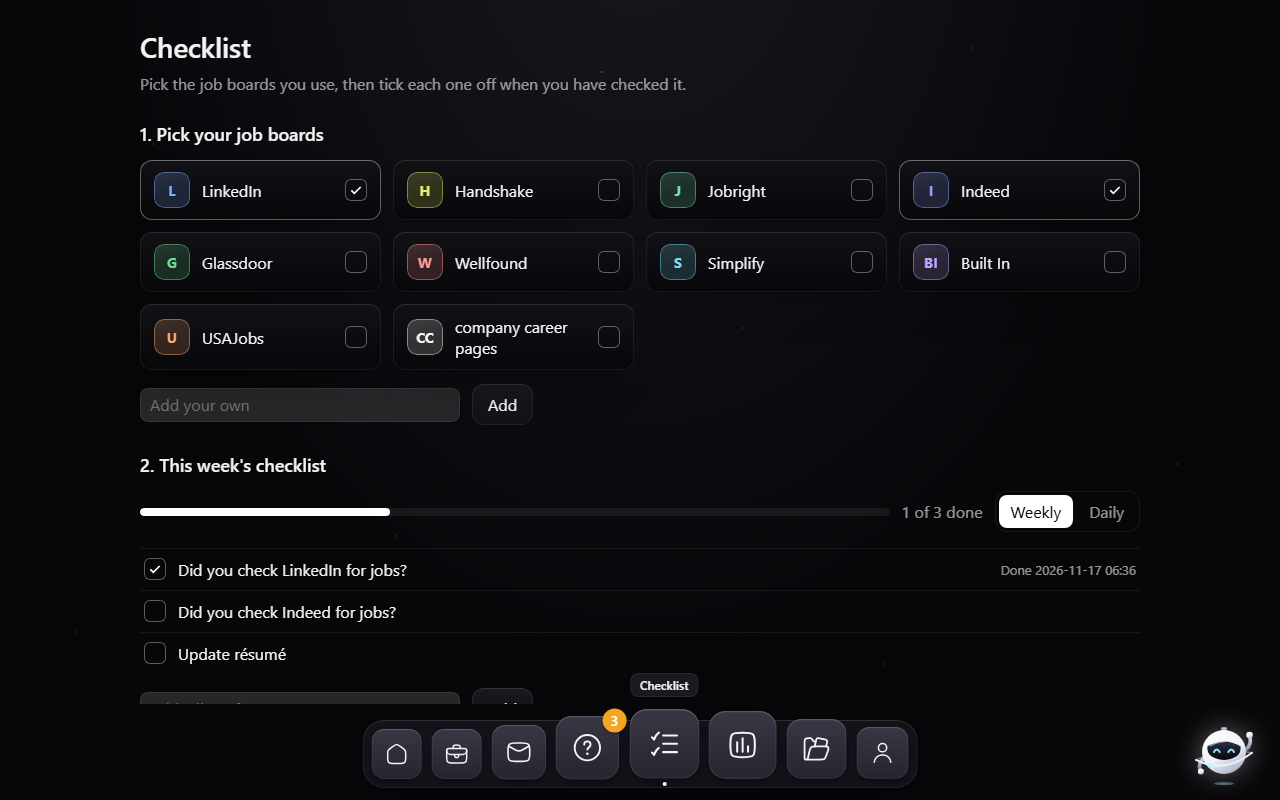 Checklist
Pick the job boards you use, then tick each one off when you have checked it.
1. Pick your job boards
L LinkedIn
H Handshake
J Jobright
I Indeed
G Glassdoor
W Wellfound
S Simplify
BI Built In
U USAJobs
CC company career
pages
Add your own
Add
2. This week's checklist
1 of 3 done
Weekly
Daily
Did you check LinkedIn for jobs?
Done 2026-11-17 06:36
Did you check Indeed for jobs?
Update résumé
Checklist
3